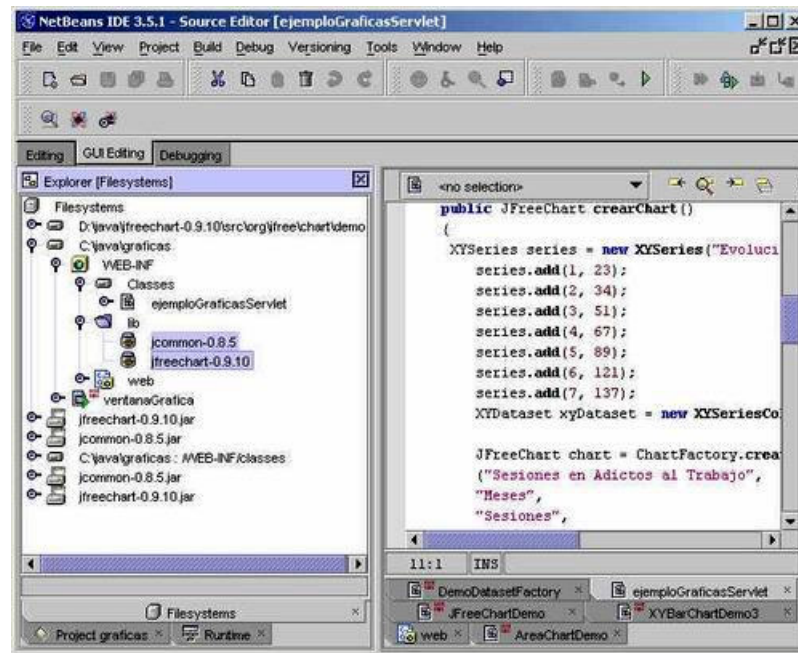 NetBeans IDE 3.5.1 - Source Editor [ejemploGraficasServlet]
File Edit View Project Build Debug Versioning Tools Window Help
Editing GUI Editing Debugging
Explorer [Filesystems]
Filesystems
D:\java\jfreechart-0.9.10\src\org\jfree\chart\demo
C:\java\graficas
WEB-INF
Classes
ejemploGraficasServlet
lib
jcommon-0.8.5
jfreechart-0.9.10
web
ventanaGrafica
jfreechart-0.9.10.jar
jcommon-0.8.5.jar
C:\java\graficas : /WEB-INF/classes
jcommon-0.8.5.jar
jfreechart-0.9.10.jar
Filesystems
Project graficas Runtime
<no selection>
public JFreeChart crearChart()
(
XYSeries series = new XYSeries("Evoluci
series.add(1, 23);
series.add(2, 34);
series.add(3, 51);
series.add(4, 67);
series.add(5, 89);
series.add(6, 121);
series.add(7, 137);
XYDataset xyDataset = new XYSeriesCo
JFreeChart chart = ChartFactory.crea
("Sesiones en Adictos al Trabajo",
"Meses",
"Sesiones",
11:1 INS
DemoDatasetFactory ejemploGraficasServlet
JFreeChartDemo XYBarChartDemo3
web AreaChartDemo